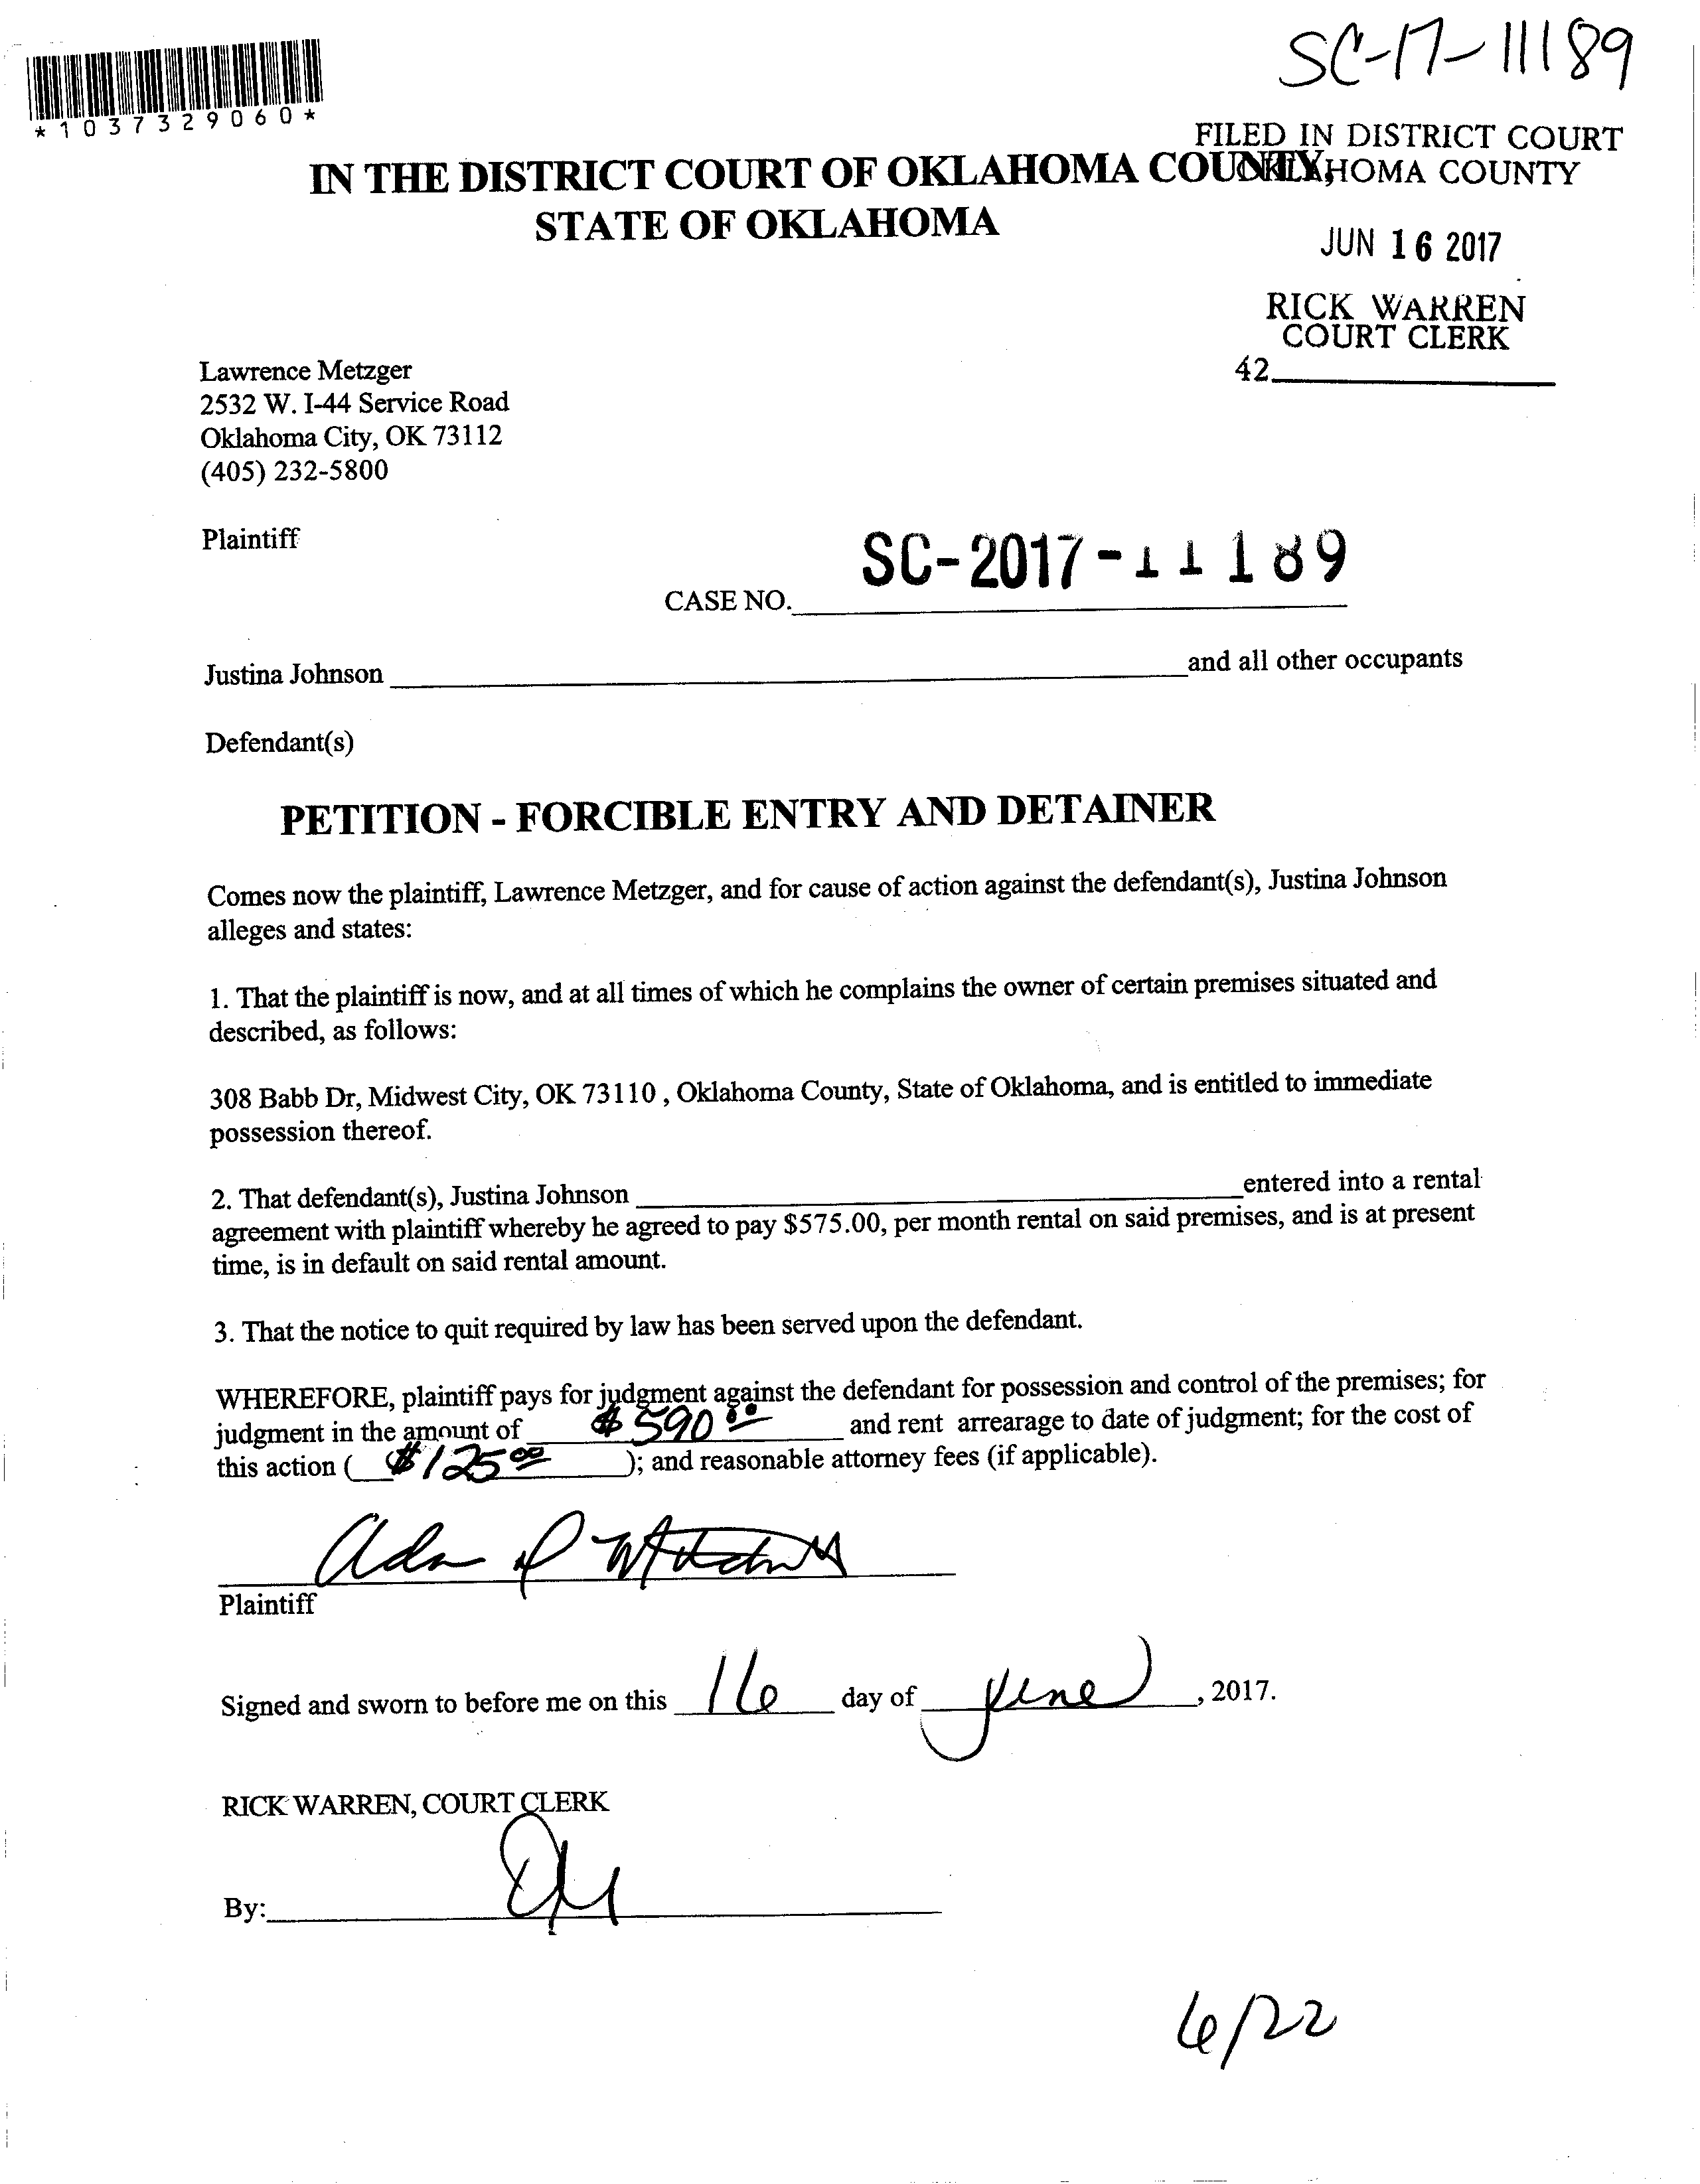 SC-17-11189
*1037329060*
FILED IN DISTRICT COURT
OKLAHOMA COUNTY
IN THE DISTRICT COURT OF OKLAHOMA COUNTY,
STATE OF OKLAHOMA
JUN 16 2017
RICK WARREN
COURT CLERK
42
Lawrence Metzger
2532 W. I-44 Service Road
Oklahoma City, OK 73112
(405) 232-5800
Plaintiff
SC-2017-11189
CASE NO.
Justina Johnson and all other occupants
Defendant(s)
PETITION - FORCIBLE ENTRY AND DETAINER
Comes now the plaintiff, Lawrence Metzger, and for cause of action against the defendant(s), Justina Johnson
alleges and states:
1. That the plaintiff is now, and at all times of which he complains the owner of certain premises situated and
described, as follows:
308 Babb Dr, Midwest City, OK 73110 , Oklahoma County, State of Oklahoma, and is entitled to immediate
possession thereof.
2. That defendant(s), Justina Johnson entered into a rental
agreement with plaintiff whereby he agreed to pay $575.00, per month rental on said premises, and is at present
time, is in default on said rental amount.
3. That the notice to quit required by law has been served upon the defendant.
WHEREFORE, plaintiff pays for judgment against the defendant for possession and control of the premises; for
judgment in the amount of $590.00 and rent arrearage to date of judgment; for the cost of
this action ( $125.00 ); and reasonable attorney fees (if applicable).
Plaintiff
Signed and sworn to before me on this 16 day of June, 2017.
RICK WARREN, COURT CLERK
By:
6/22